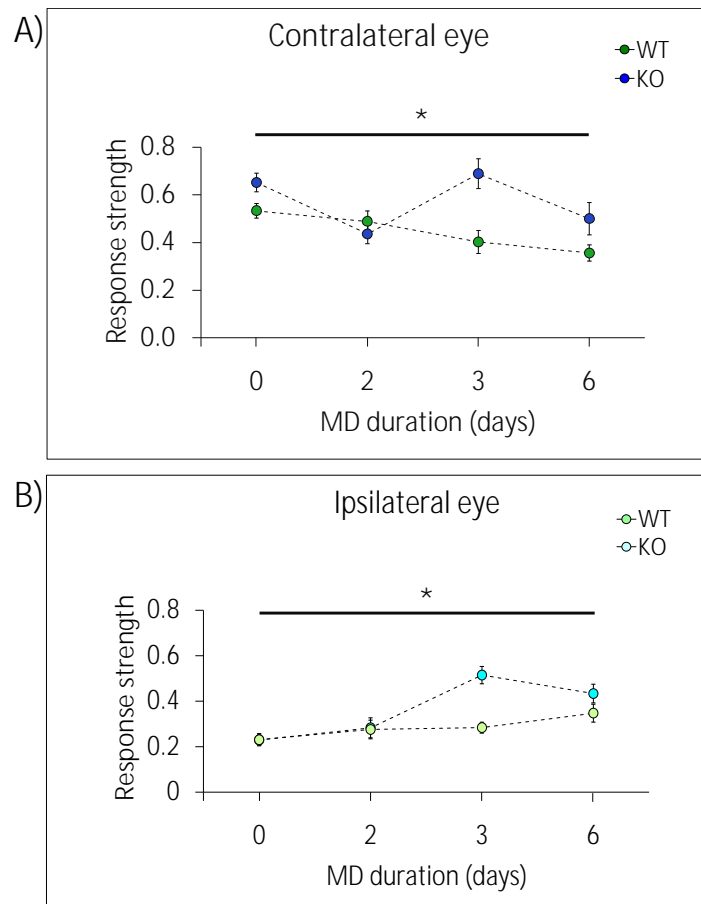 A)
Contralateral eye
WT
KO
*
0.8
0.6
0.4
0.2
0.0
Response strength
0 2 3 6
MD duration (days)
B)
Ipsilateral eye
WT
KO
*
0.8
0.6
0.4
0.2
0
Response strength
0 2 3 6
MD duration (days)